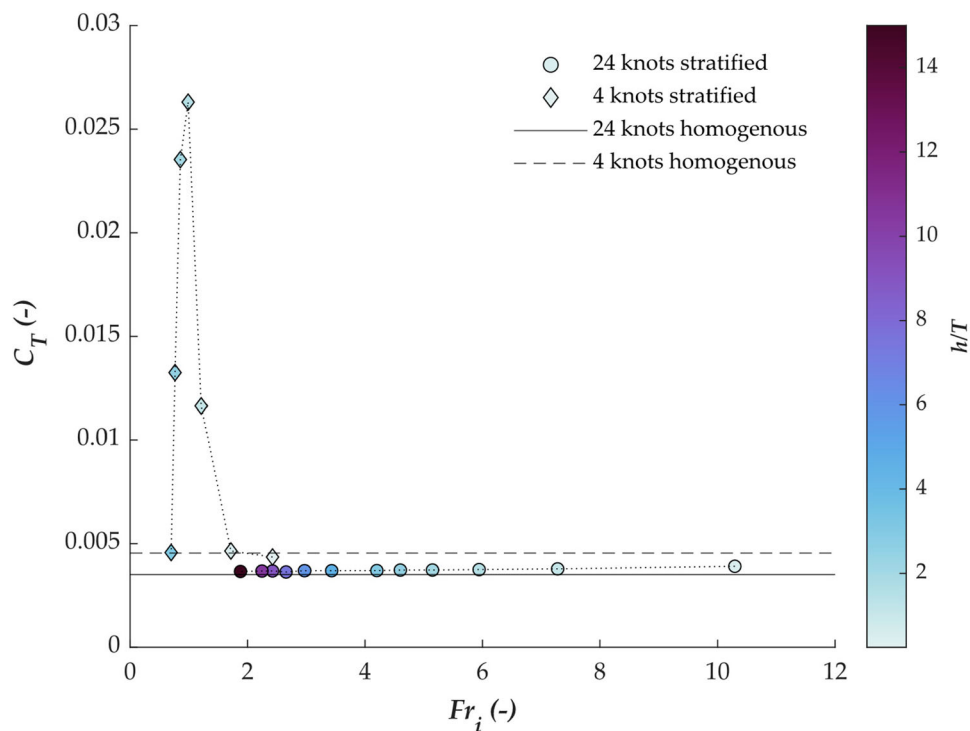 0.03
0.025
0.02
0.015
0.01
0.005
0
C_T (-)
0 2 4 6 8 10 12
Fr_i (-)
24 knots stratified
4 knots stratified
24 knots homogenous
4 knots homogenous
14
12
10
8
6
4
2
h/T